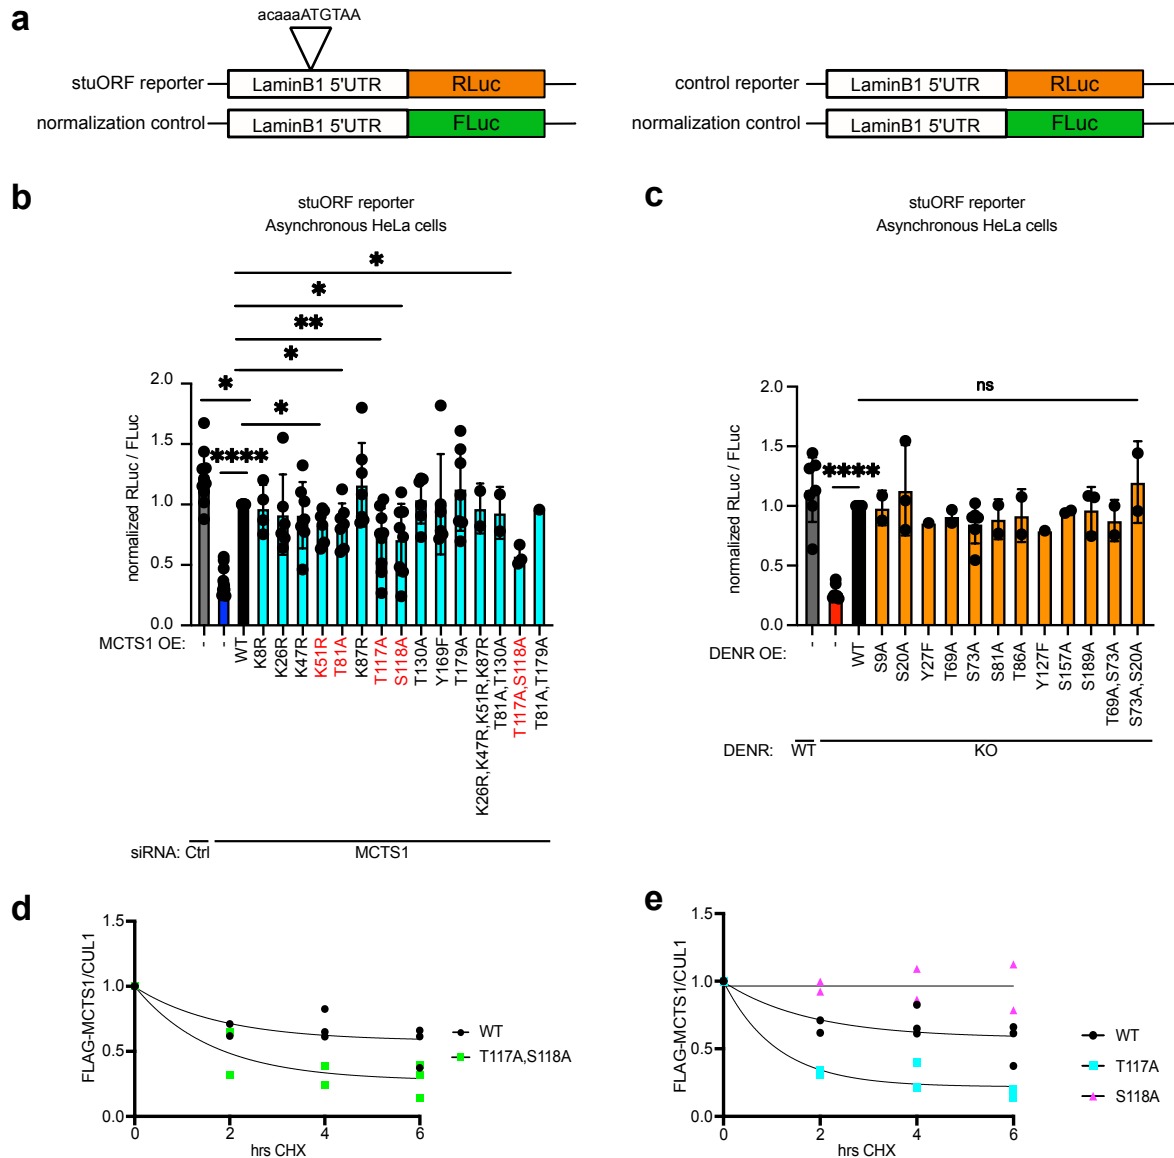 a
acaaaATGTAA
stuORF reporter
LaminB1 5'UTR
RLuc
normalization control
LaminB1 5'UTR
FLuc
control reporter
LaminB1 5'UTR
RLuc
normalization control
LaminB1 5'UTR
FLuc
b
stuORF reporter
Asynchronous HeLa cells
*
*
**
*
*
*
****
2.0
1.5
1.0
0.5
0.0
normalized RLuc / FLuc
MCTS1 OE:
-
-
WT
K8R
K26R
K47R
K51R
T81A
K87R
T117A
S118A
T130A
Y169F
T179A
K26R,K47R,K51R,K87R
T81A,T130A
T117A,S118A
T81A,T179A
siRNA: Ctrl
MCTS1
c
stuORF reporter
Asynchronous HeLa cells
ns
****
2.0
1.5
1.0
0.5
0.0
normalized RLuc / FLuc
DENR OE:
-
-
WT
S9A
S20A
Y27F
T69A
S73A
S81A
T86A
Y127F
S157A
S189A
T69A,S73A
S73A,S20A
DENR: WT
KO
d
1.5
1.0
0.5
0.0
FLAG-MCTS1/CUL1
0
2
4
6
hrs CHX
WT
T117A,S118A
e
1.5
1.0
0.5
0.0
FLAG-MCTS1/CUL1
0
2
4
6
hrs CHX
WT
T117A
S118A